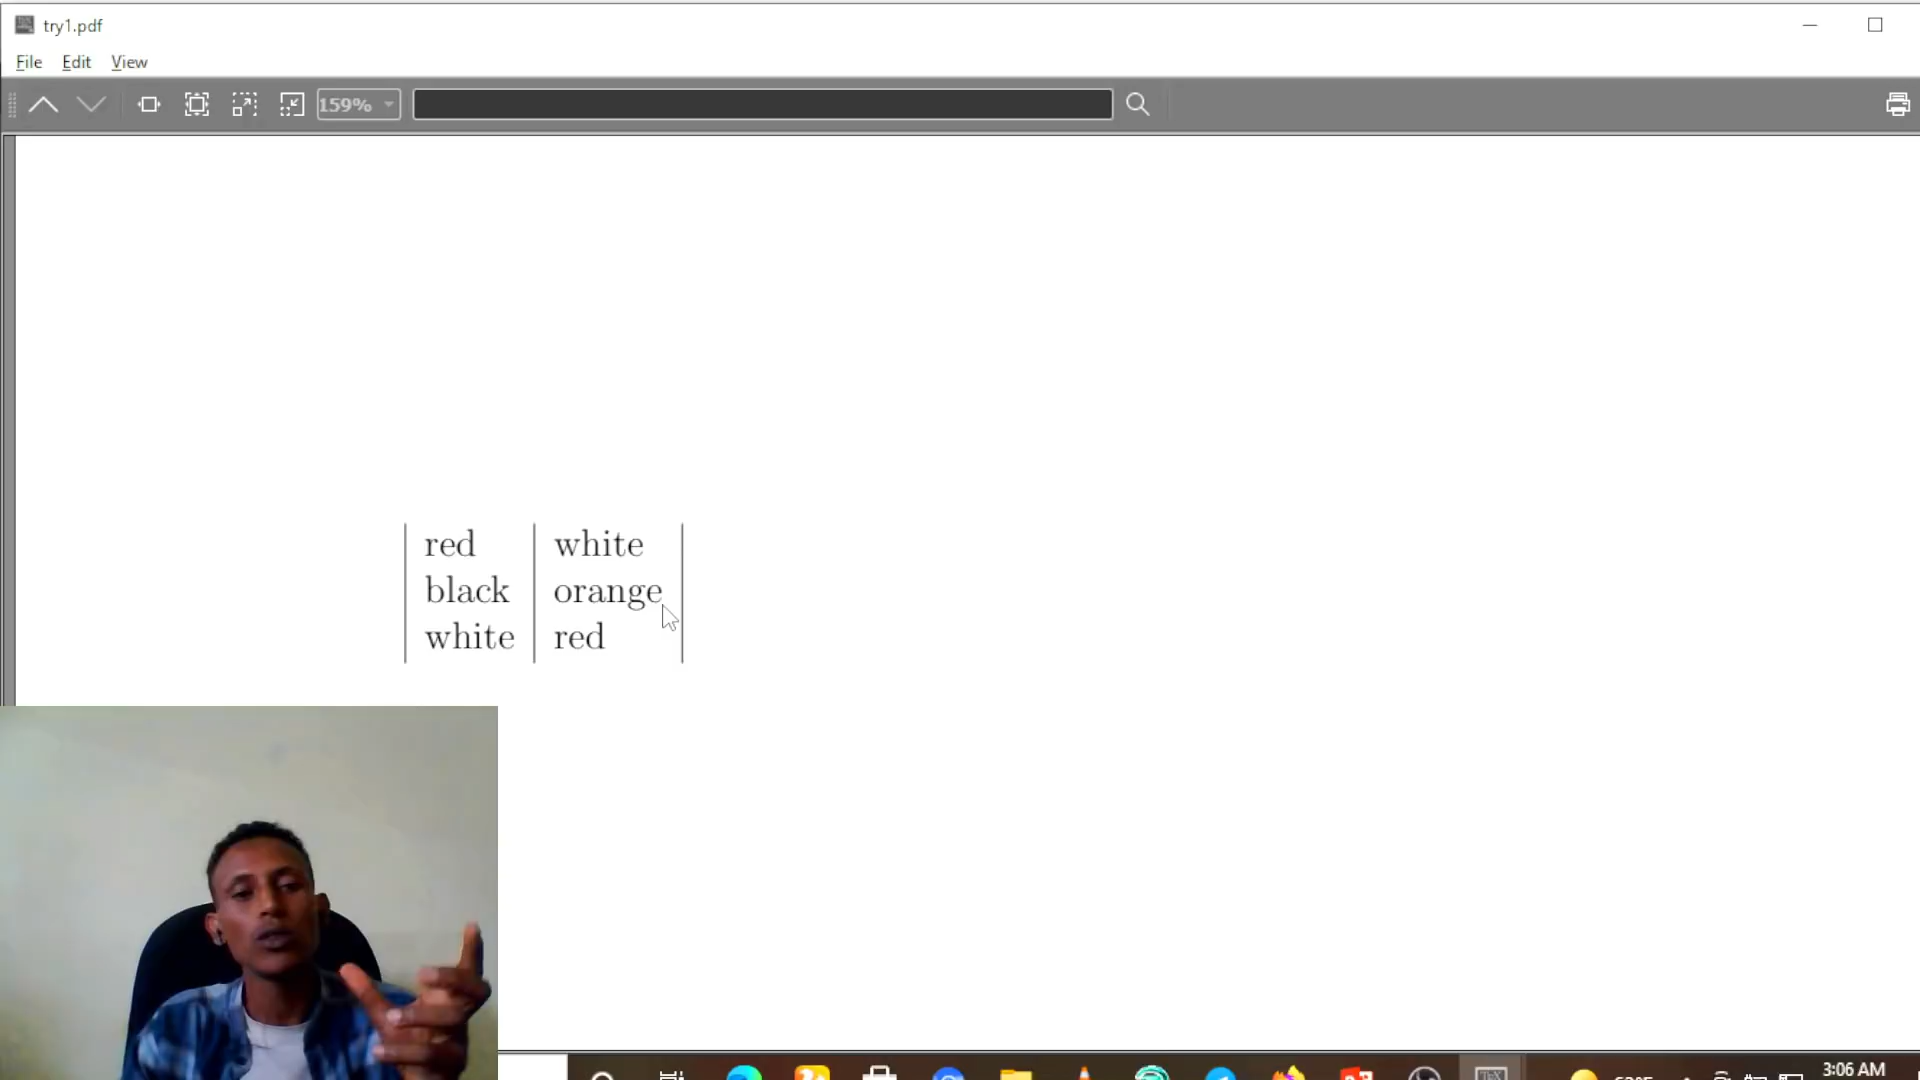 try1.pdf
File Edit View
159%
red white
black orange
white red
3:06 AM